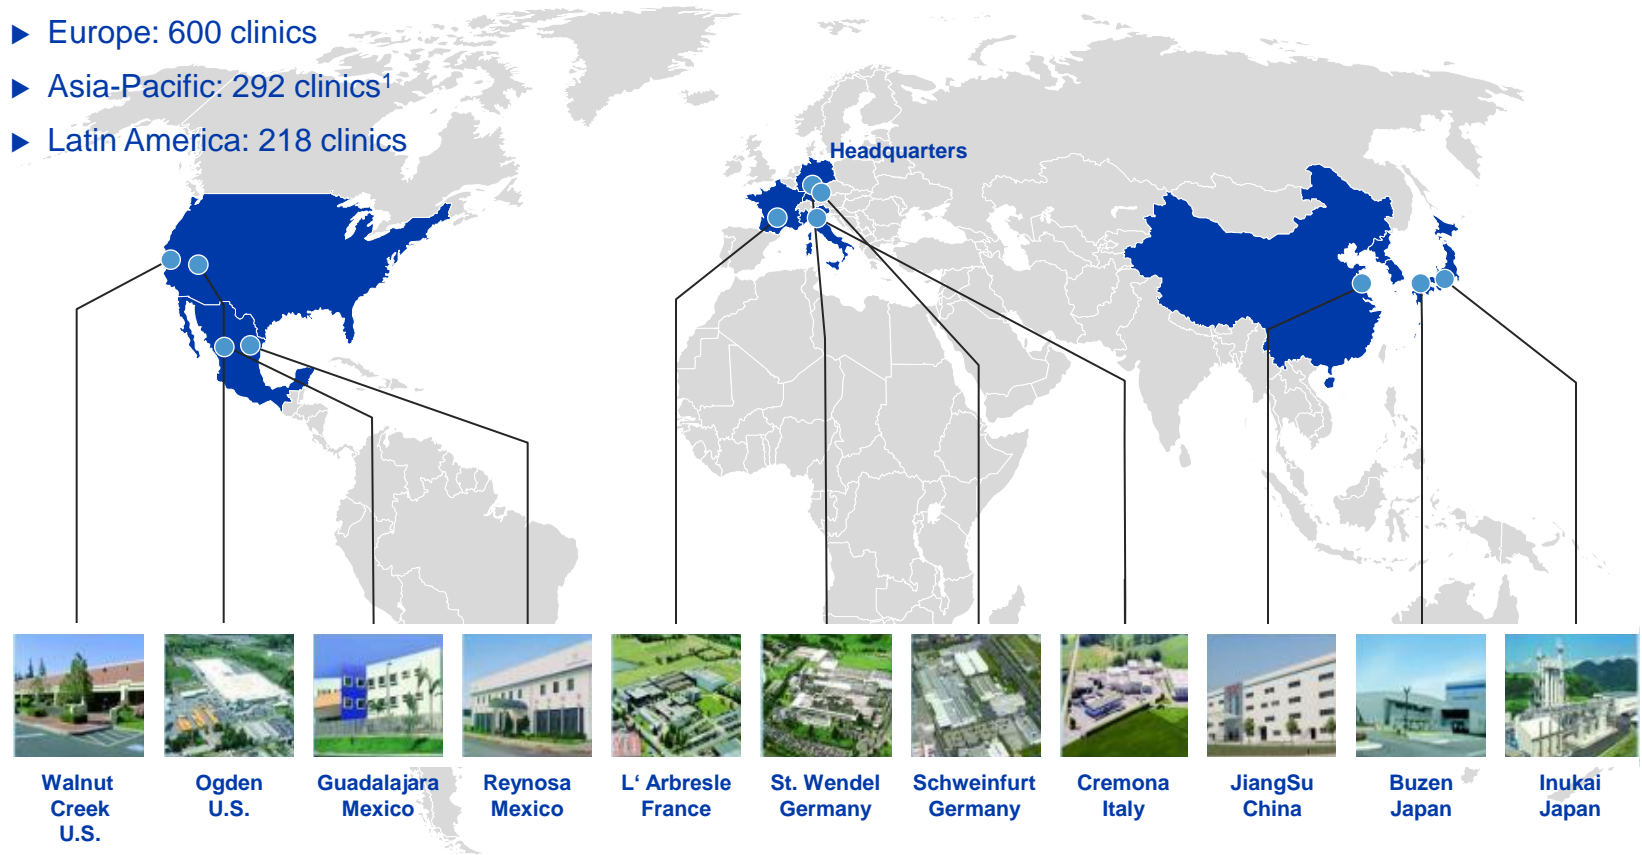 ► Europe: 600 clinics
► Asia-Pacific: 292 clinics¹
► Latin America: 218 clinics
Headquarters
Walnut
Creek
U.S.
Ogden
U.S.
Guadalajara
Mexico
Reynosa
Mexico
L‘ Arbresle
France
St. Wendel
Germany
Schweinfurt
Germany
Cremona
Italy
JiangSu
China
Buzen
Japan
Inukai
Japan